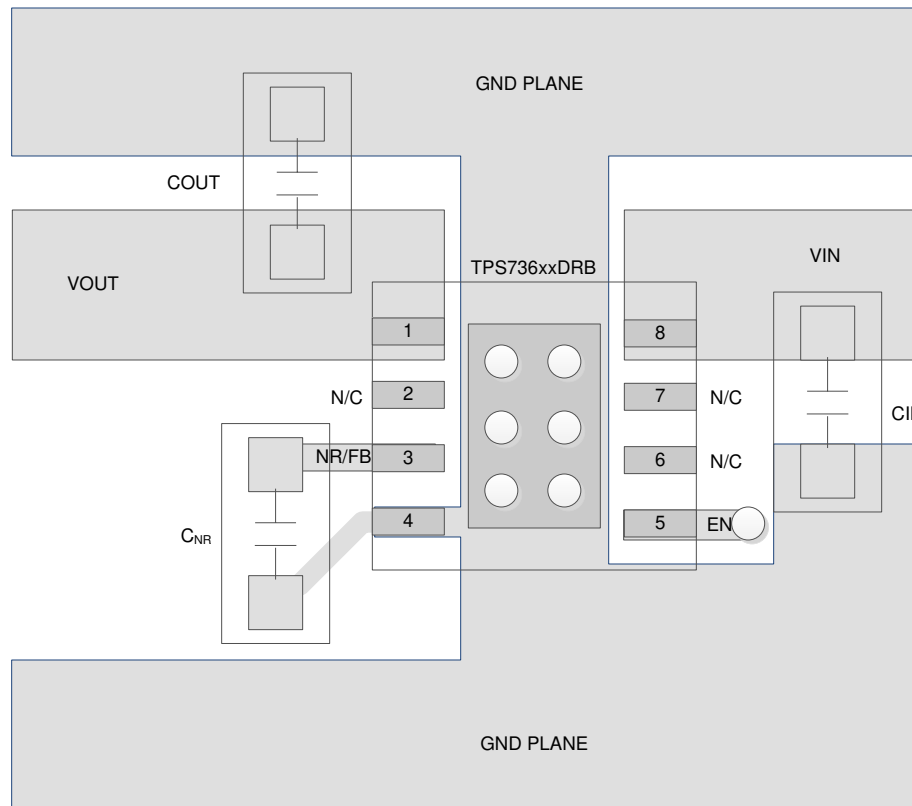 GND PLANE
COUT
TPS736xxDRB
VIN
VOUT
1
8
N/C
2
7
N/C
CI
NR/FB
3
6
N/C
4
5
EN
CNR
GND PLANE